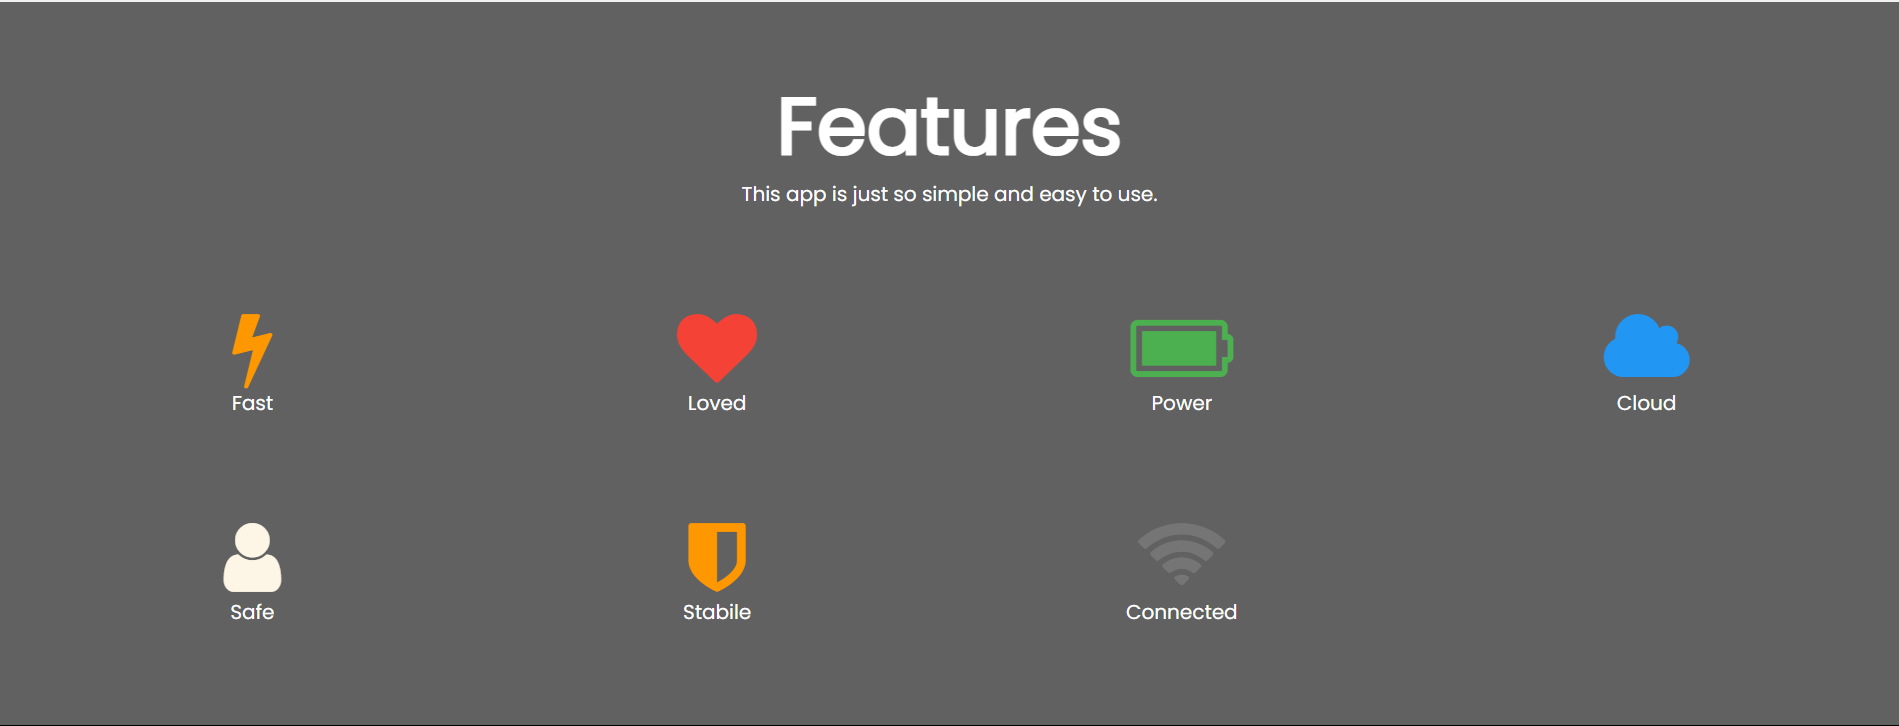 Features
This app is just so simple and easy to use.
Fast
Loved
Power
Cloud
Safe
Stabile
Connected